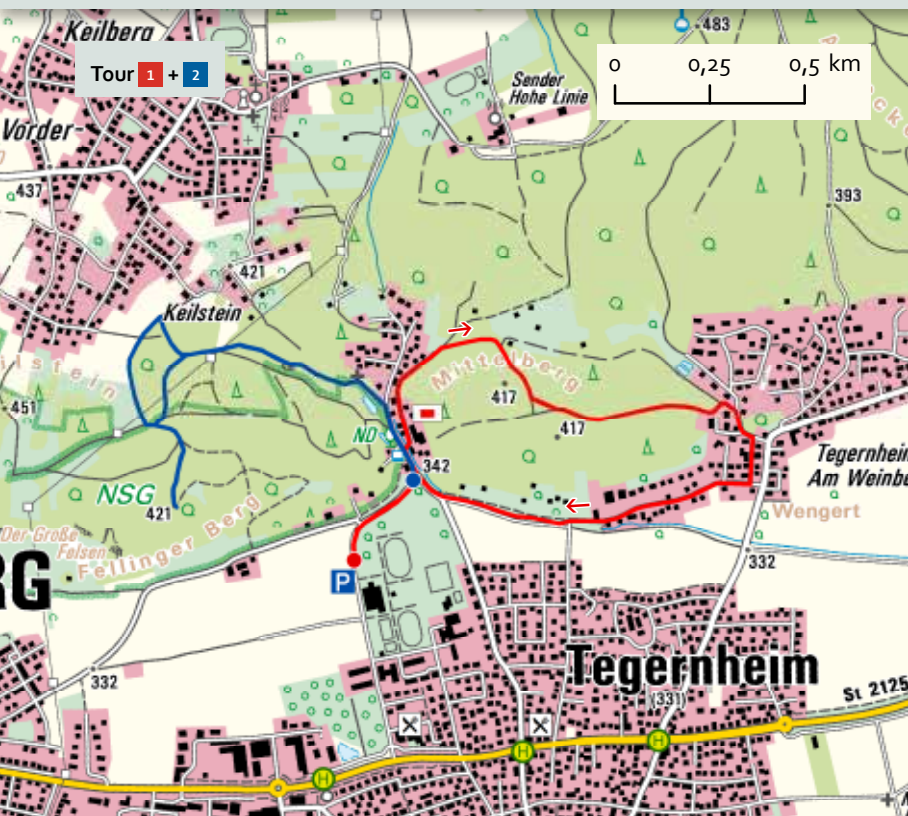 Keilberg
483
Tour 1 + 2
0 0,25 0,5 km
Sender
Hohe Linie
Vorder-
437
393
421
Keilstein
ilstein
Mittelberg
451
417
417
ND
342
Tegernheim
Am Weinbe
NSG
421
Wengert
Der Große
Felsen
Fellinger Berg
RG
P
332
332
Tegernheim
(331)
St 2125
H
H
H